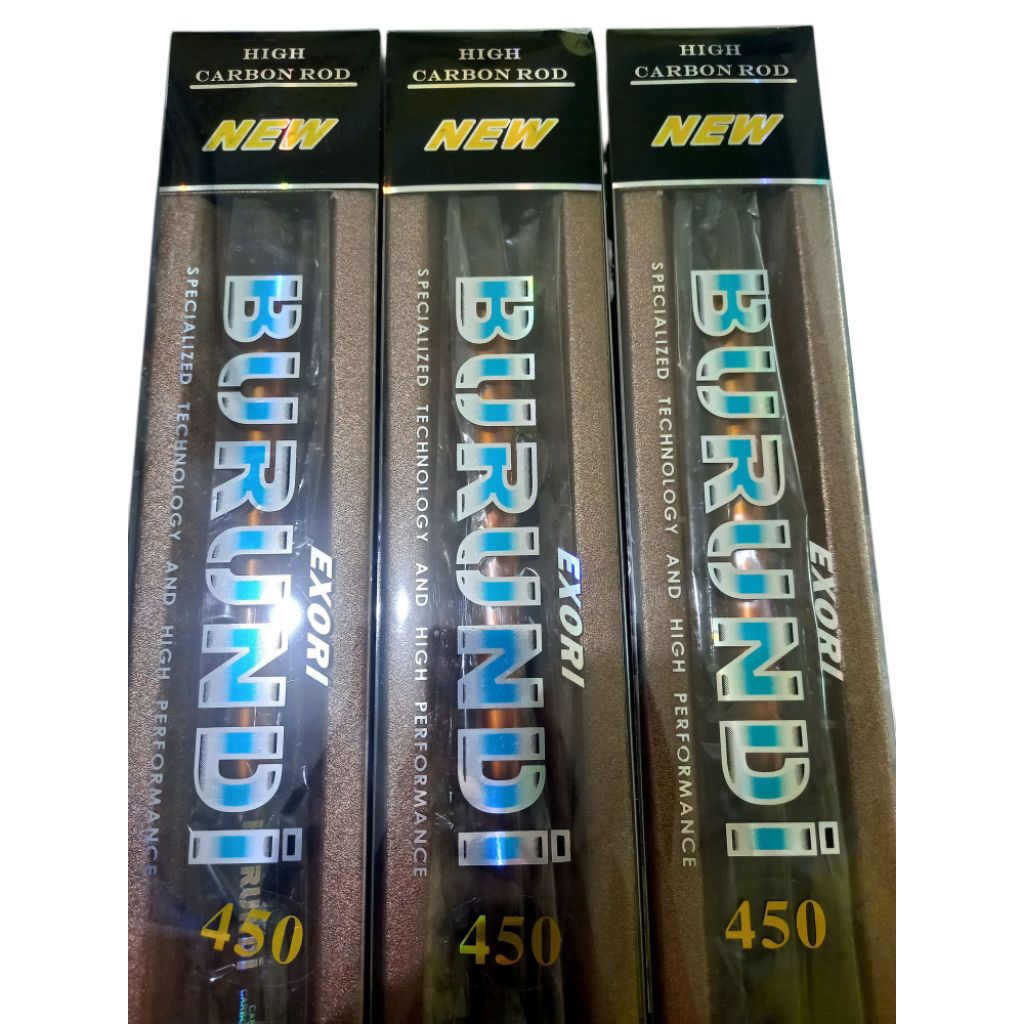 HIGH
CARBON ROD
NEW
SPECIALIZED TECHNOLOGY AND HIGH PERFORMANCE
BURUNDi
EXORI
450
HIGH
CARBON ROD
NEW
SPECIALIZED TECHNOLOGY AND HIGH PERFORMANCE
BURUNDi
EXORI
450
HIGH
CARBON ROD
NEW
SPECIALIZED TECHNOLOGY AND HIGH PERFORMANCE
BURUNDi
EXORI
450